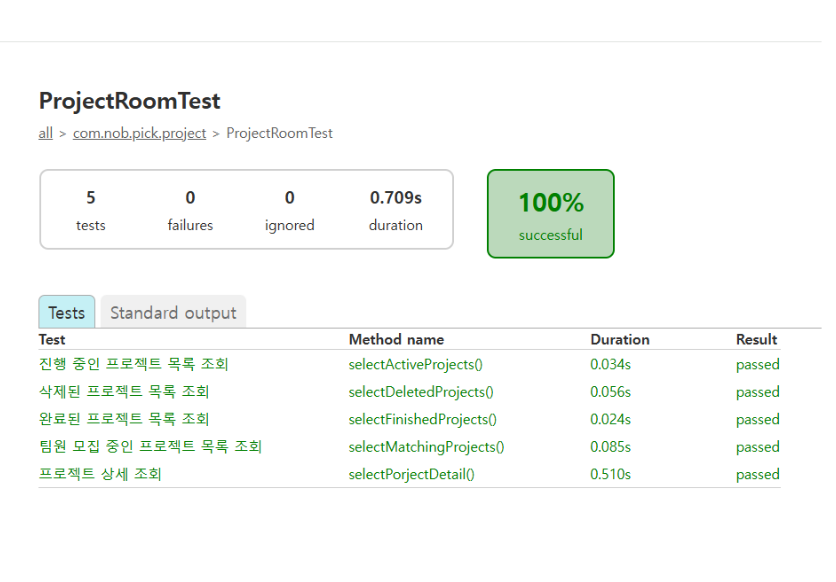 ProjectRoomTest
all > com.nob.pick.project > ProjectRoomTest
5 0 0 0.709s
tests failures ignored duration
100%
successful
Tests Standard output
Test Method name Duration Result
진행 중인 프로젝트 목록 조회 selectActiveProjects() 0.034s passed
삭제된 프로젝트 목록 조회 selectDeletedProjects() 0.056s passed
완료된 프로젝트 목록 조회 selectFinishedProjects() 0.024s passed
팀원 모집 중인 프로젝트 목록 조회 selectMatchingProjects() 0.085s passed
프로젝트 상세 조회 selectPorjectDetail() 0.510s passed